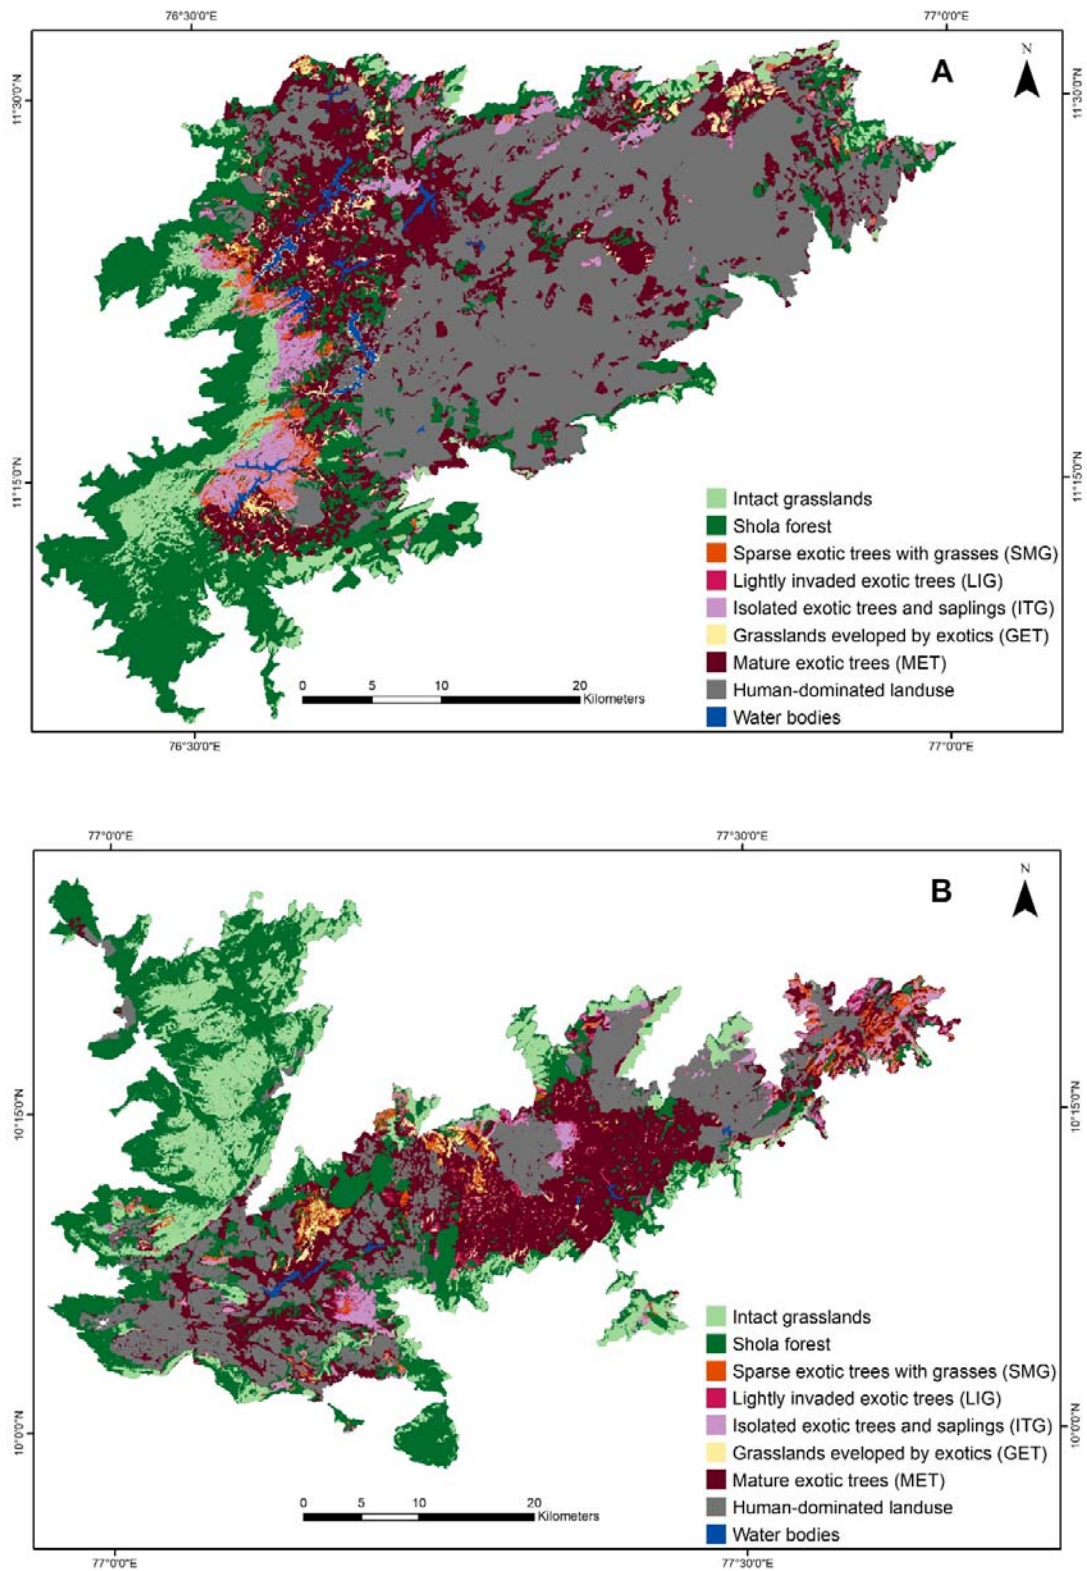 76°30'0"E 77°0'0"E
A
N
11°30'0"N 11°30'0"N
11°15'0"N 11°15'0"N
Intact grasslands
Shola forest
Sparse exotic trees with grasses (SMG)
Lightly invaded exotic trees (LIG)
Isolated exotic trees and saplings (ITG)
Grasslands eveloped by exotics (GET)
Mature exotic trees (MET)
Human-dominated landuse
Water bodies
0 5 10 20
Kilometers
76°30'0"E 77°0'0"E
77°0'0"E 77°30'0"E
B
N
10°15'0"N 10°15'0"N
10°0'0"N 10°0'0"N
Intact grasslands
Shola forest
Sparse exotic trees with grasses (SMG)
Lightly invaded exotic trees (LIG)
Isolated exotic trees and saplings (ITG)
Grasslands eveloped by exotics (GET)
Mature exotic trees (MET)
Human-dominated landuse
Water bodies
0 5 10 20
Kilometers
77°0'0"E 77°30'0"E